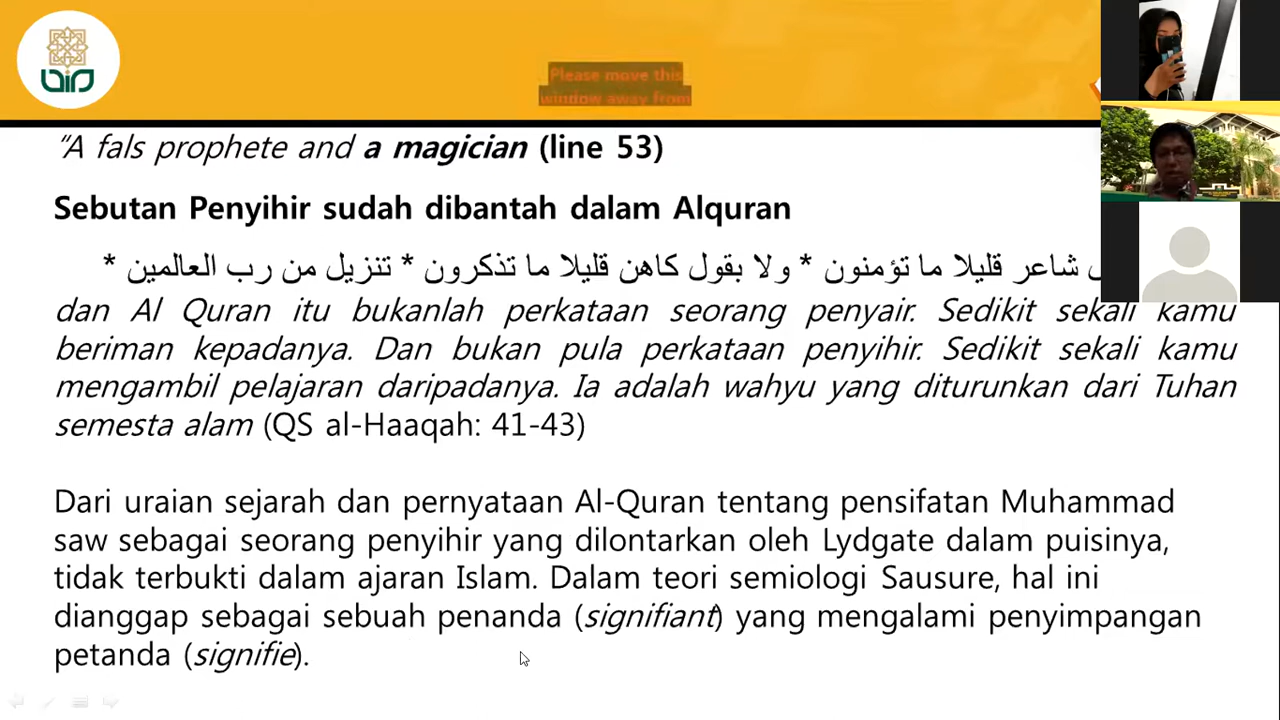 Please move this
window away from
“A fals prophete and a magician (line 53)
Sebutan Penyihir sudah dibantah dalam Alquran
شاعر قليلا ما تؤمنون * ولا بقول كاهن قليلا ما تذكرون * تنزيل من رب العالمين *
dan Al Quran itu bukanlah perkataan seorang penyair. Sedikit sekali kamu
beriman kepadanya. Dan bukan pula perkataan penyihir. Sedikit sekali kamu
mengambil pelajaran daripadanya. Ia adalah wahyu yang diturunkan dari Tuhan
semesta alam (QS al-Haaqah: 41-43)
Dari uraian sejarah dan pernyataan Al-Quran tentang pensifatan Muhammad
saw sebagai seorang penyihir yang dilontarkan oleh Lydgate dalam puisinya,
tidak terbukti dalam ajaran Islam. Dalam teori semiologi Sausure, hal ini
dianggap sebagai sebuah penanda (signifiant) yang mengalami penyimpangan
petanda (signifie).